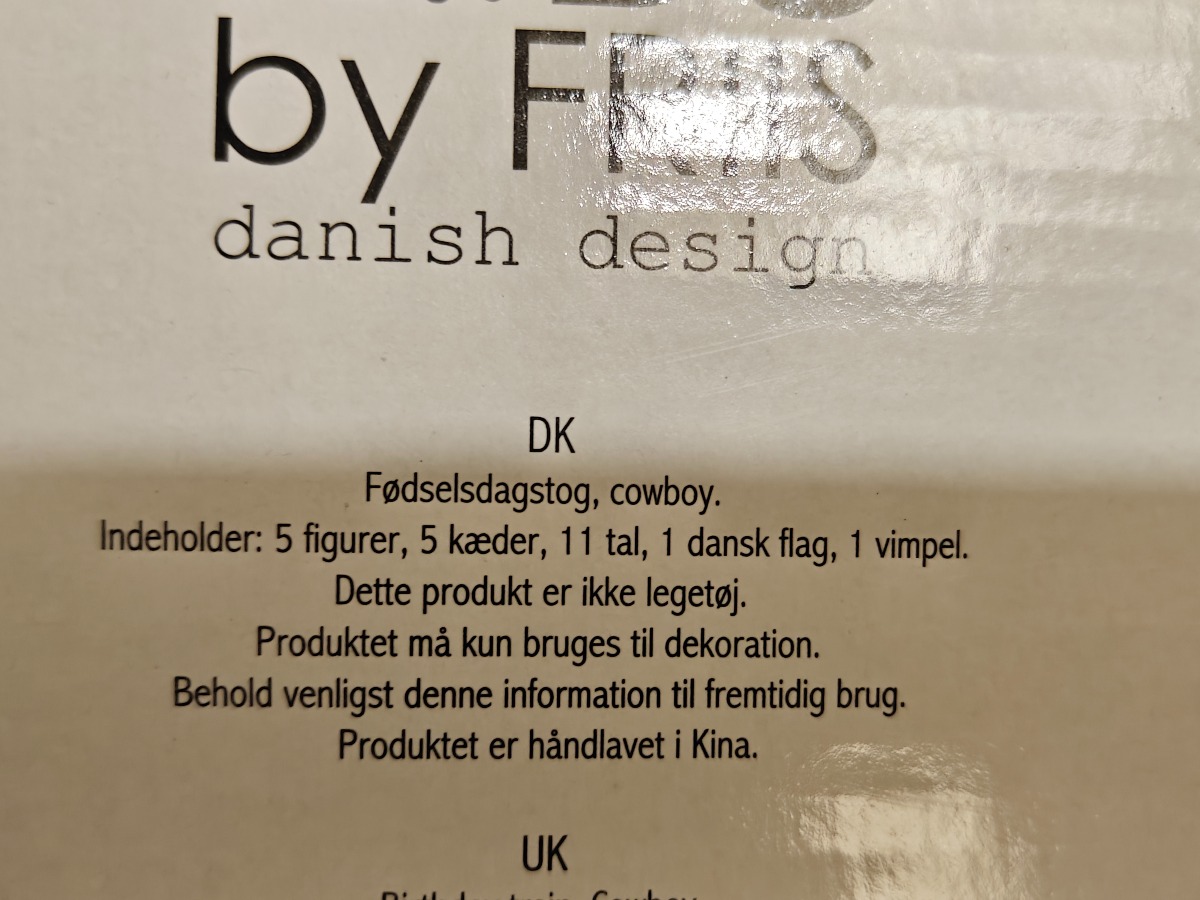 by FRIIS
danish design
DK
Fødselsdagstog, cowboy.
Indeholder: 5 figurer, 5 kæder, 11 tal, 1 dansk flag, 1 vimpel.
Dette produkt er ikke legetøj.
Produktet må kun bruges til dekoration.
Behold venligst denne information til fremtidig brug.
Produktet er håndlavet i Kina.
UK